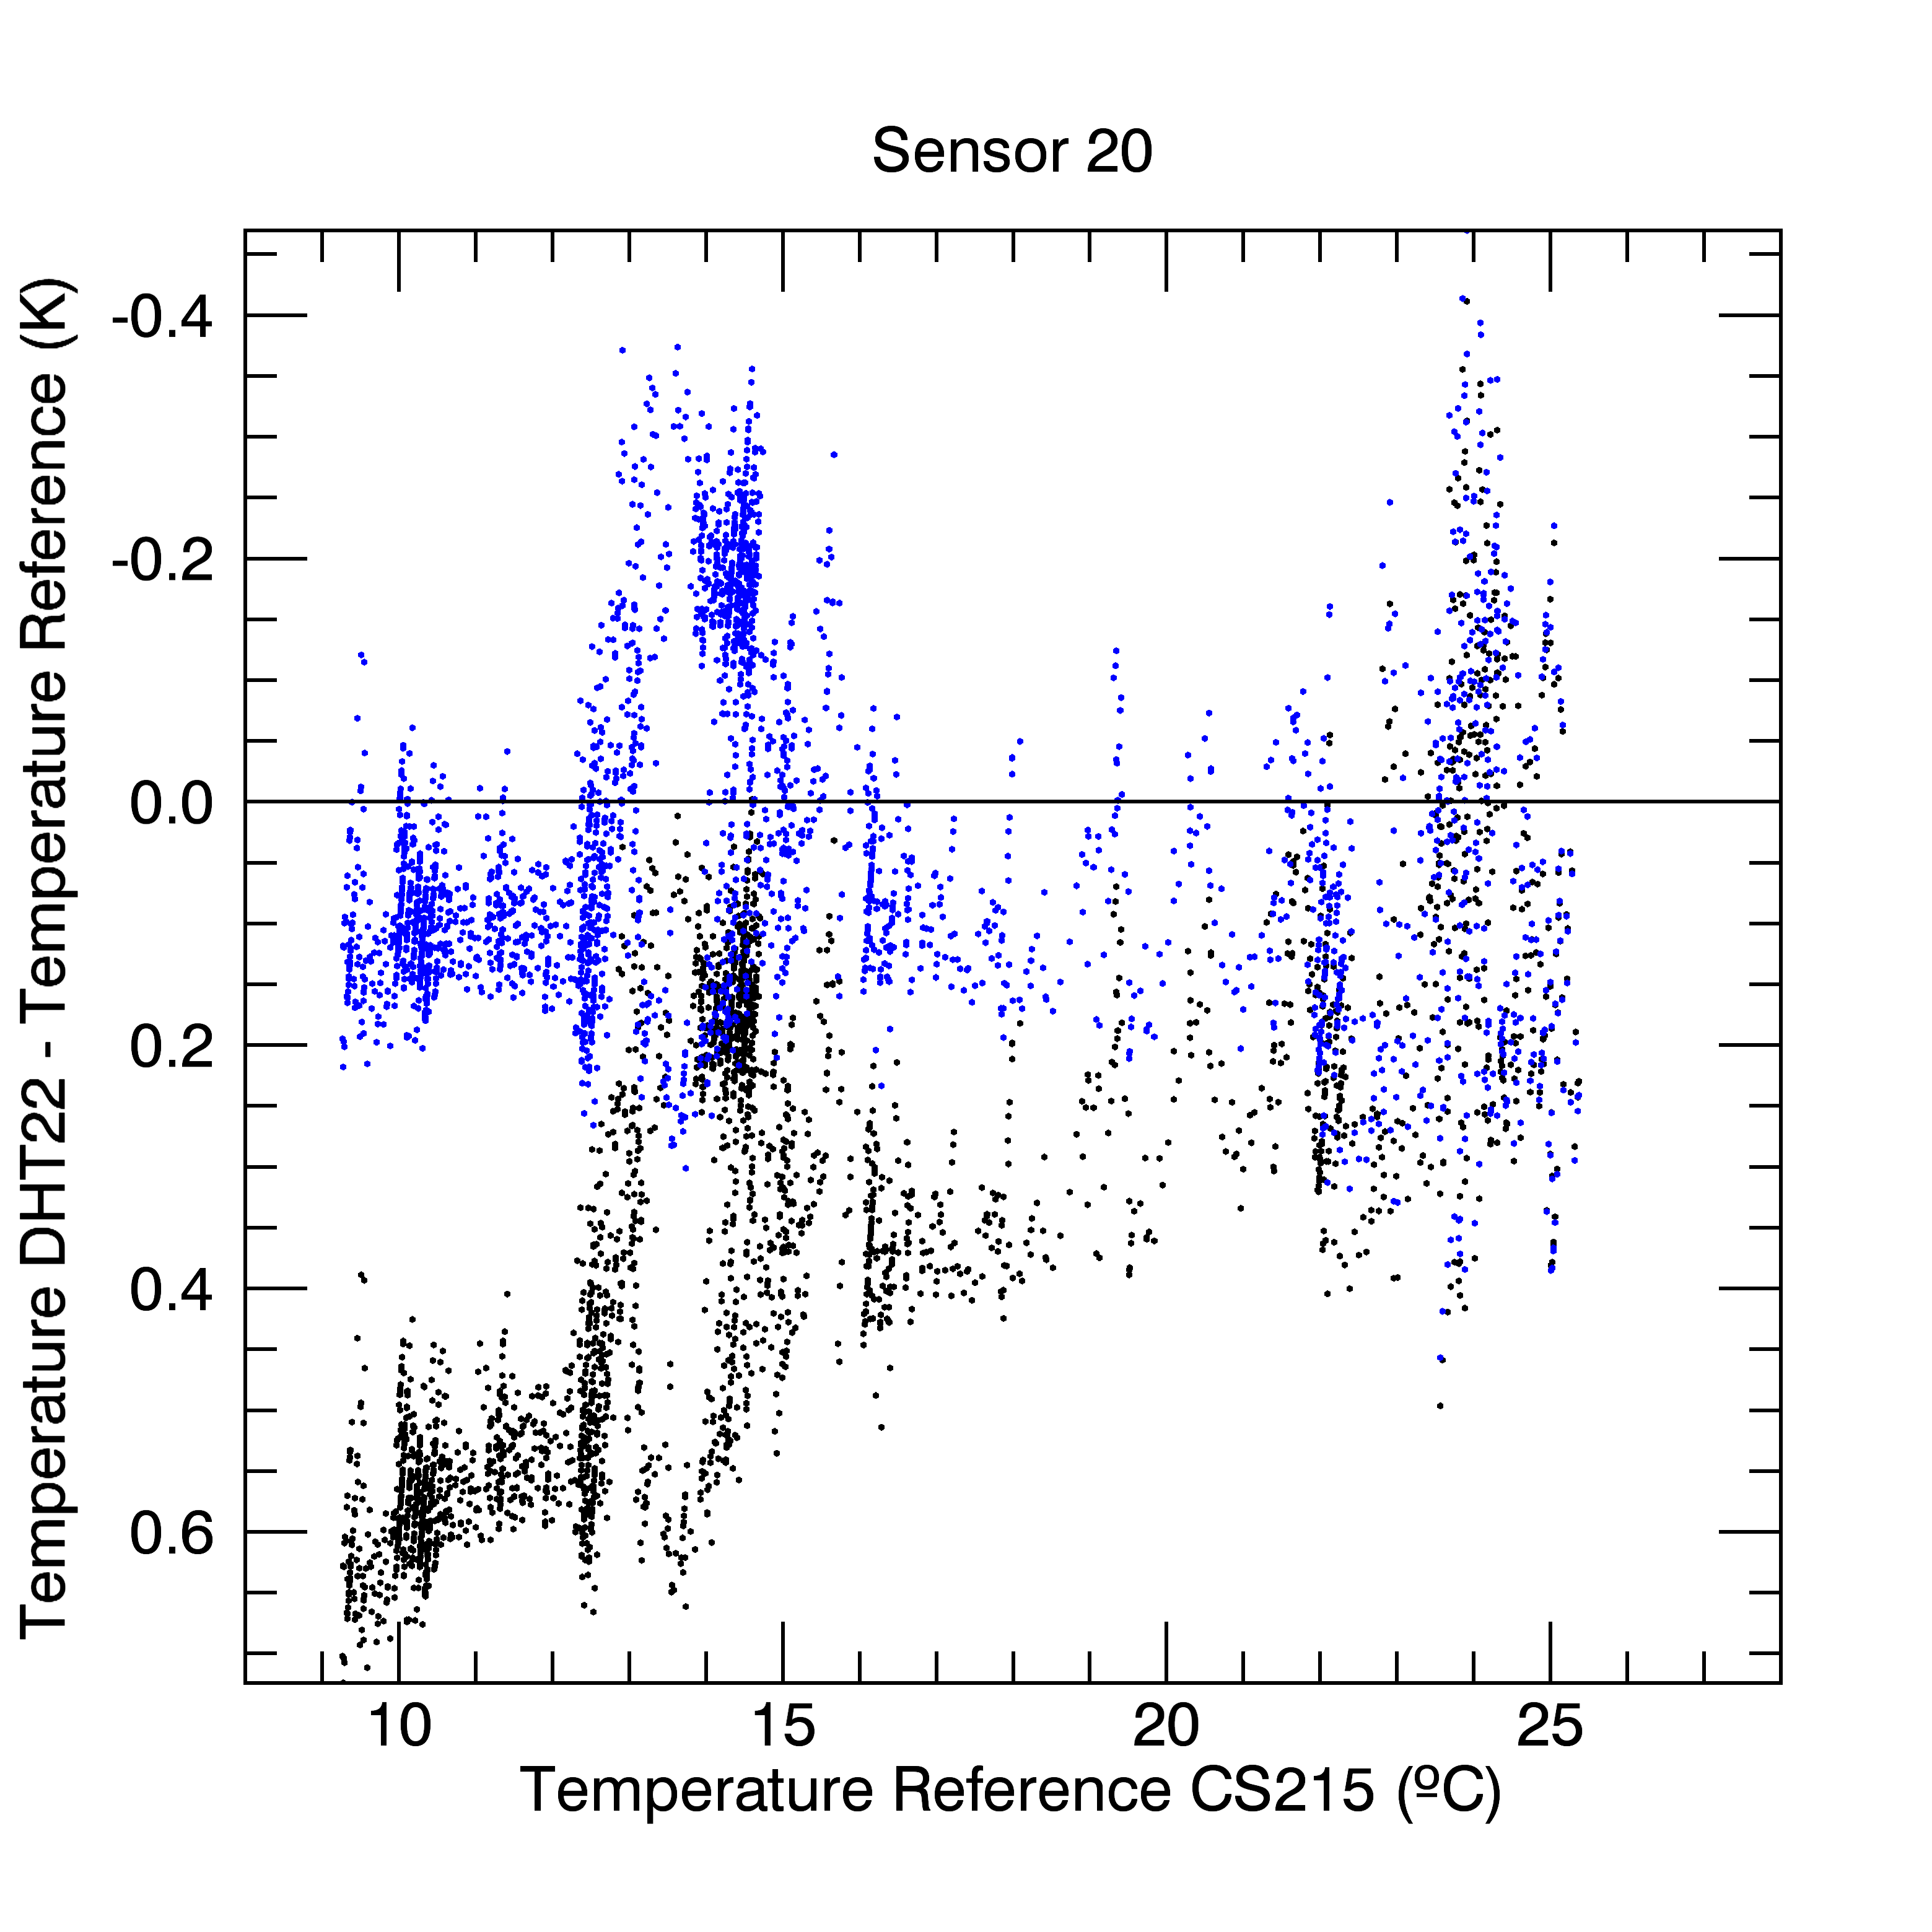 Sensor 20
Temperature DHT22 - Temperature Reference (K)
-0.4
-0.2
0.0
0.2
0.4
0.6
10 15 20 25
Temperature Reference CS215 (ºC)